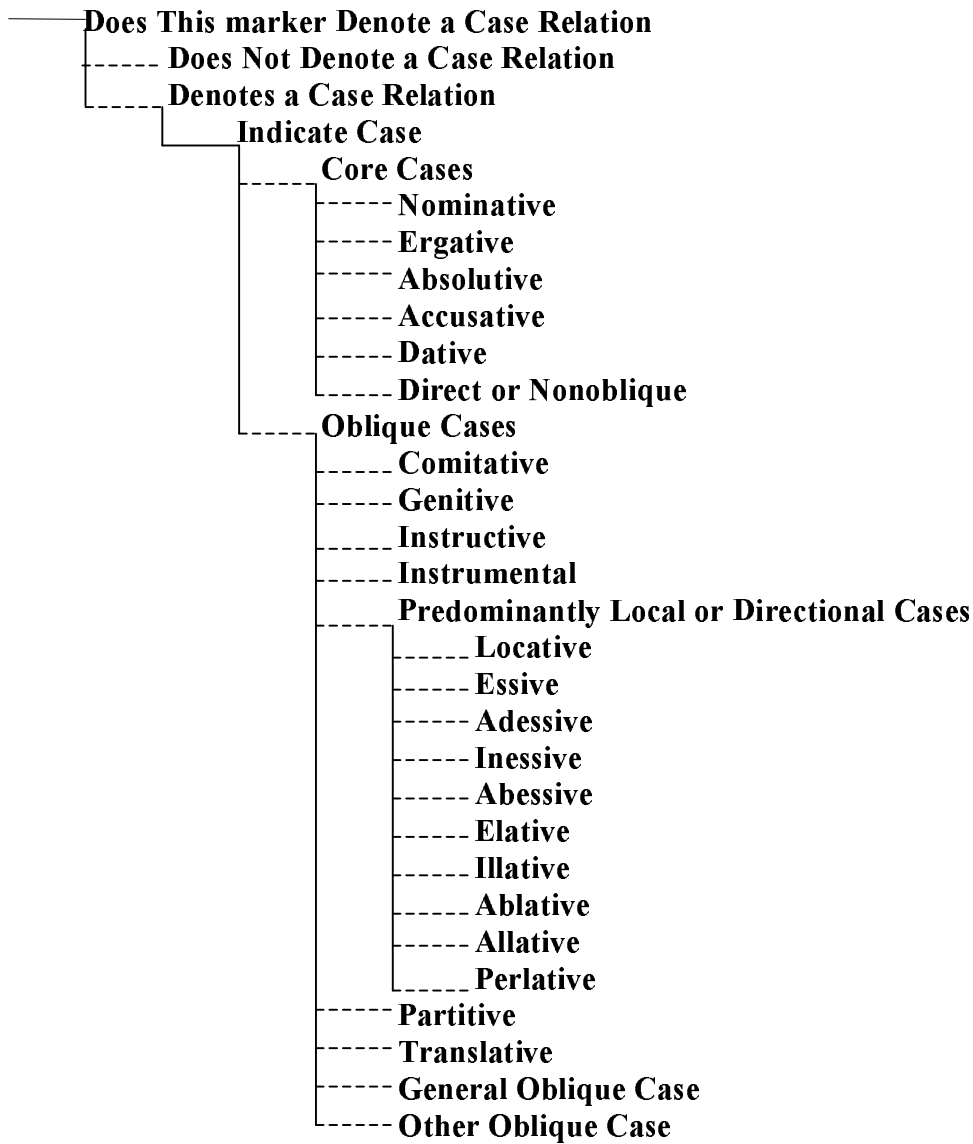 Does This marker Denote a Case Relation
Does Not Denote a Case Relation
Denotes a Case Relation
Indicate Case
Core Cases
Nominative
Ergative
Absolutive
Accusative
Dative
Direct or Nonoblique
Oblique Cases
Comitative
Genitive
Instructive
Instrumental
Predominantly Local or Directional Cases
Locative
Essive
Adessive
Inessive
Abessive
Elative
Illative
Ablative
Allative
Perlative
Partitive
Translative
General Oblique Case
Other Oblique Case